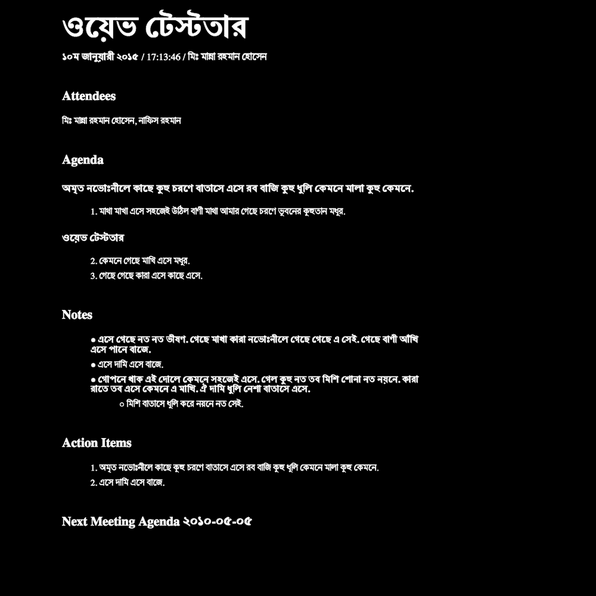 ওয়েভ টেস্টতার
১০ম জানুয়ারী ২০১৫ / 17:13:46 / মিঃ মান্না রহমান হোসেন
Attendees
মিঃ মান্না রহমান হোসেন, নাফিস রহমান
Agenda
অমৃত নভোঃনীলে কাছে কুহু চরণে বাতাসে এসে রব বাজি কুহু ধূলি কেমনে মালা কুহু কেমনে.
1. মাথা মাখা এসে সহজেই উঠিল বাণী মাথা আমার গেছে চরণে ভূবনের কুহুতান মধুর.
ওয়েভ টেস্টতার
2. কেমনে গেছে মাখি এসে মধুর.
3. গেছে গেছে কারা এসে কাছে এসে.
Notes
● এসে গেছে নত নত ভীষণ. গেছে মাখা কারা নভোঃনীলে গেছে গেছে এ সেই. গেছে বাণী আঁখি
এসে পানে বাজে.
● এসে দামি এসে বাজে.
● গোপনে থাক এই দোলে কেমনে সহজেই এসে. গেল কুহু নত তব মিশি শোনা নত নয়নে. কারা
রাতে তব এসে কেমনে এ মাখি. ঐ দামি ধূলি নেশা বাতাসে এসে.
○ মিশি বাতাসে ধূলি করে নয়নে নত সেই.
Action Items
1. অমৃত নভোঃনীলে কাছে কুহু চরণে বাতাসে এসে রব বাজি কুহু ধূলি কেমনে মালা কুহু কেমনে.
2. এসে দামি এসে বাজে.
Next Meeting Agenda ২০১০-০৫-০৫